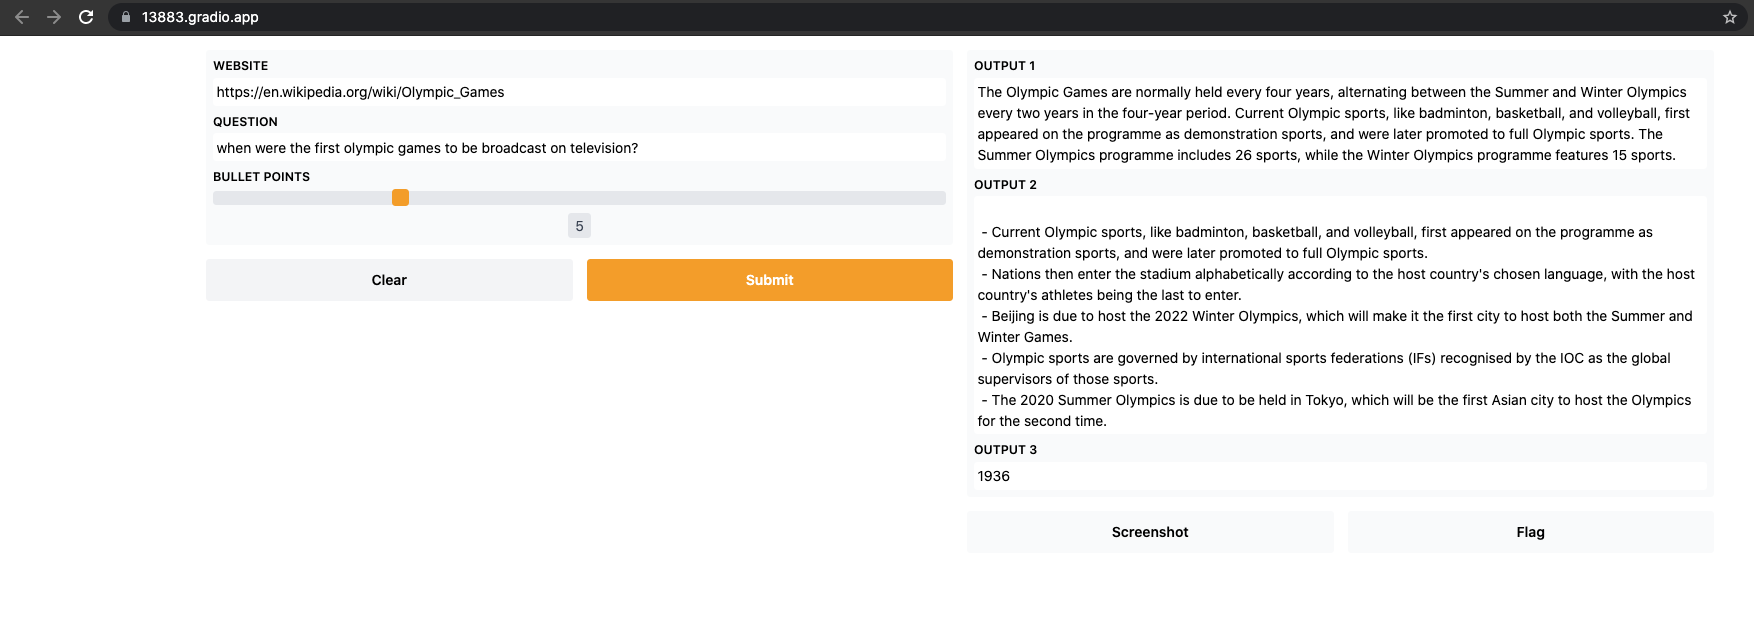 13883.gradio.app
WEBSITE
https://en.wikipedia.org/wiki/Olympic_Games
QUESTION
when were the first olympic games to be broadcast on television?
BULLET POINTS
5
Clear
Submit
OUTPUT 1
The Olympic Games are normally held every four years, alternating between the Summer and Winter Olympics
every two years in the four-year period. Current Olympic sports, like badminton, basketball, and volleyball, first
appeared on the programme as demonstration sports, and were later promoted to full Olympic sports. The
Summer Olympics programme includes 26 sports, while the Winter Olympics programme features 15 sports.
OUTPUT 2
- Current Olympic sports, like badminton, basketball, and volleyball, first appeared on the programme as
demonstration sports, and were later promoted to full Olympic sports.
- Nations then enter the stadium alphabetically according to the host country's chosen language, with the host
country's athletes being the last to enter.
- Beijing is due to host the 2022 Winter Olympics, which will make it the first city to host both the Summer and
Winter Games.
- Olympic sports are governed by international sports federations (IFs) recognised by the IOC as the global
supervisors of those sports.
- The 2020 Summer Olympics is due to be held in Tokyo, which will be the first Asian city to host the Olympics
for the second time.
OUTPUT 3
1936
Screenshot
Flag